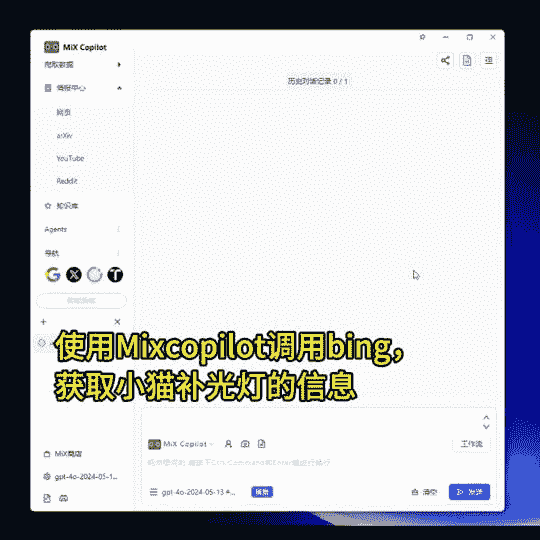 MiX Copilot
爬取数据
情报中心
历史对话记录 0 / 1
网页
arXiv
YouTube
Reddit
知识库
Agents
导航
使用Mixcopilot调用bing，
获取小猫补光灯的信息
MiX Copilot
工作流
MiX商店
gpt-4o-2024-05-1...
gpt-4o-2024-05-13
清空
发送